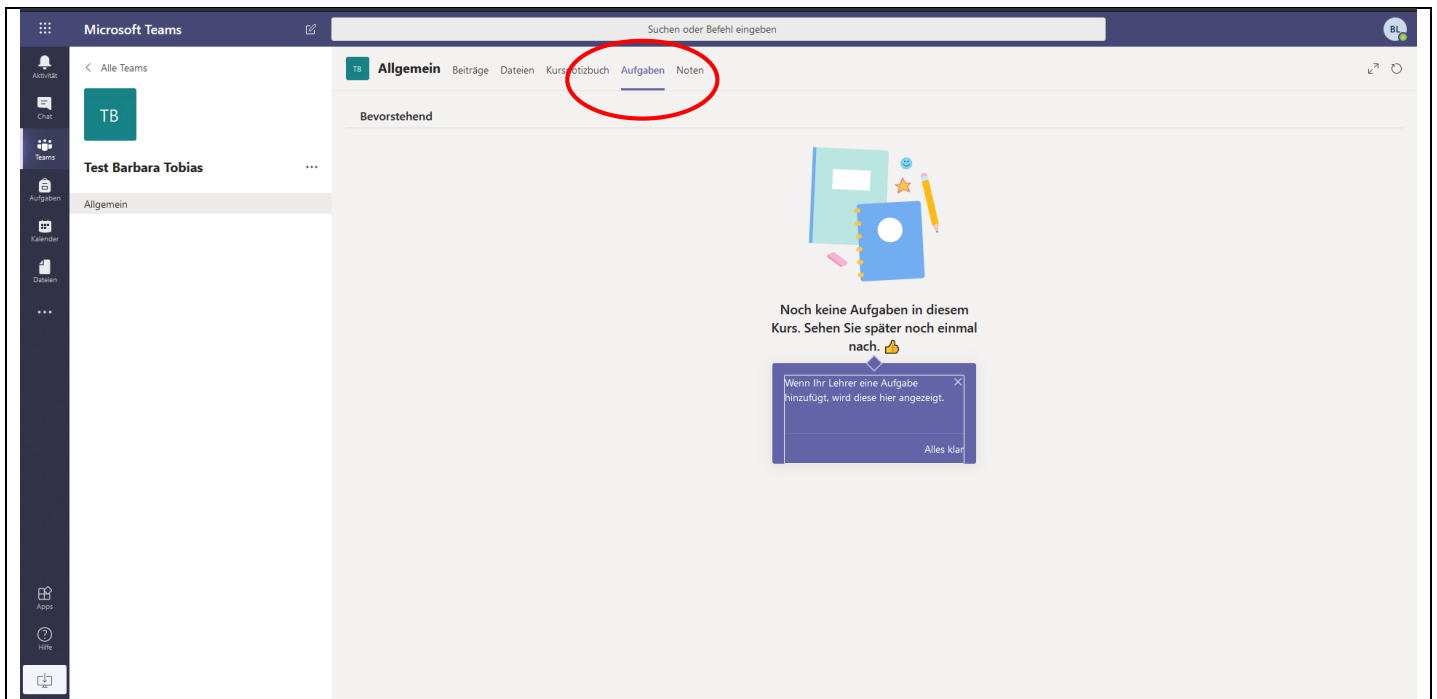 Microsoft Teams
Suchen oder Befehl eingeben
BL
Aktivität
Chat
Teams
Aufgaben
Kalender
Dateien
Apps
Hilfe
Alle Teams
TB
Test Barbara Tobias
Allgemein
TB Allgemein Beiträge Dateien Kursnotizbuch Aufgaben Noten
Bevorstehend
Noch keine Aufgaben in diesem
Kurs. Sehen Sie später noch einmal
nach. 👍
Wenn Ihr Lehrer eine Aufgabe
hinzufügt, wird diese hier angezeigt.
Alles klar